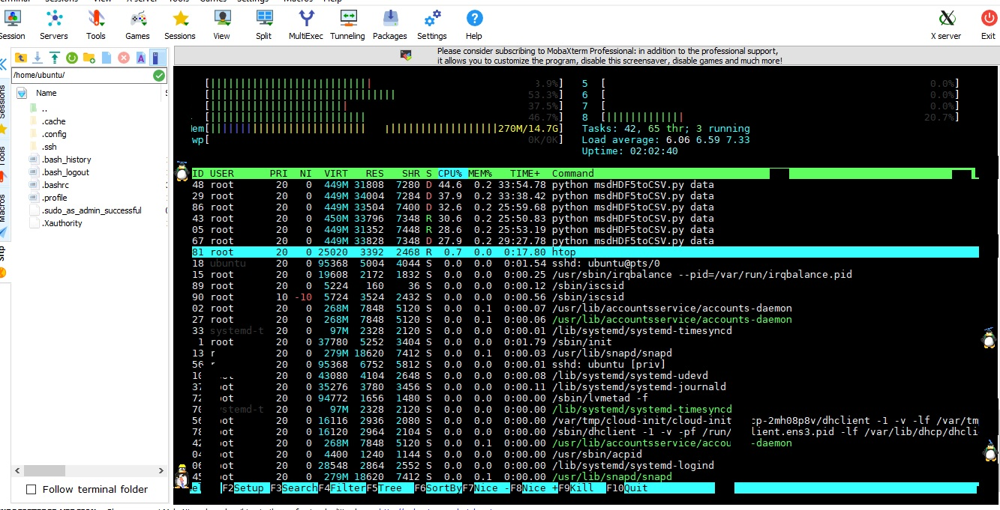 Sessions View X server Tools Games Settings Macros Help
Session Servers Tools Games Sessions View Split MultiExec Tunneling Packages Settings Help X server Exit
Please consider subscribing to MobaXterm Professional: in addition to the professional support,
it allows you to customize the program, disable this screensaver, disable games and much more!
/home/ubuntu/
Name
..
.cache
.config
.ssh
.bash_history
.bash_logout
.bashrc
.profile
.sudo_as_admin_successful
.Xauthority
Follow terminal folder
Sessions
Tools
Macros
Sftp
[ 3.9%] 5 [ 0.0%]
[ 53.3%] 6 [ 0.0%]
[ 37.5%] 7 [ 0.0%]
[ 46.7%] 8 [ 20.7%]
em[ 270M/14.7G] Tasks: 42, 65 thr; 3 running
wp[ 0K/0K] Load average: 6.06 6.59 7.33
Uptime: 02:02:40
ID USER PRI NI VIRT RES SHR S CPU% MEM% TIME+ Command
48 root 20 0 449M 31808 7280 D 44.6 0.2 33:54.78 python msdHDF5toCSV.py data
29 root 20 0 449M 34004 7284 D 37.9 0.2 33:38.42 python msdHDF5toCSV.py data
86 root 20 0 449M 33504 7400 D 32.6 0.2 25:59.68 python msdHDF5toCSV.py data
43 root 20 0 450M 33796 7348 R 30.6 0.2 25:50.83 python msdHDF5toCSV.py data
05 root 20 0 449M 31352 7448 R 28.6 0.2 25:53.19 python msdHDF5toCSV.py data
67 root 20 0 449M 33828 7348 D 27.9 0.2 29:27.78 python msdHDF5toCSV.py data
81 root 20 0 25020 3392 2468 R 0.7 0.0 0:17.80 htop
18 ubuntu 20 0 95368 5004 4044 S 0.0 0.0 0:01.54 sshd: ubuntu@pts/0
15 root 20 0 19608 2172 1832 S 0.0 0.0 0:00.25 /usr/sbin/irqbalance --pid=/var/run/irqbalance.pid
89 root 20 0 5224 160 36 S 0.0 0.0 0:00.12 /sbin/iscsid
90 root 10 -10 5724 3524 2432 S 0.0 0.0 0:00.56 /sbin/iscsid
02 root 20 0 268M 7848 5120 S 0.0 0.1 0:00.07 /usr/lib/accountsservice/accounts-daemon
27 root 20 0 268M 7848 5120 S 0.0 0.1 0:00.06 /usr/lib/accountsservice/accounts-daemon
33 systemd-t 20 0 97M 2328 2120 S 0.0 0.0 0:00.01 /lib/systemd/systemd-timesyncd
1 root 20 0 37780 5252 3404 S 0.0 0.0 0:01.79 /sbin/init
13 r 20 0 279M 18620 7412 S 0.0 0.1 0:00.03 /usr/lib/snapd/snapd
56 20 0 95368 6752 5812 S 0.0 0.0 0:00.01 sshd: ubuntu [priv]
10 oot 20 0 43080 4104 2648 S 0.0 0.0 0:00.08 /lib/systemd/systemd-udevd
37 oot 20 0 35276 3780 3456 S 0.0 0.0 0:00.11 /lib/systemd/systemd-journald
72 oot 20 0 94772 1656 1480 S 0.0 0.0 0:00.00 /sbin/lvmetad -f
70 ystemd-t 20 0 97M 2328 2120 S 0.0 0.0 0:00.00 /lib/systemd/systemd-timesyncd
56 oot 20 0 16116 2936 2080 S 0.0 0.0 0:00.00 /var/tmp/cloud-init/cloud-init cp-2mh08p8v/dhclient -1 -v -lf /var/tm
78 oot 20 0 16120 2964 2104 S 0.0 0.0 0:00.00 /sbin/dhclient -1 -v -pf /run/ lient.ens3.pid -lf /var/lib/dhcp/dhcli
42 oot 20 0 268M 7848 5120 S 0.0 0.1 0:00.00 /usr/lib/accountsservice/accou -daemon
04 oot 20 0 4400 1240 1144 S 0.0 0.0 0:00.00 /usr/sbin/acpid
06 oot 20 0 28548 2864 2552 S 0.0 0.0 0:00.00 /lib/systemd/systemd-logind
45 oot 20 0 279M 18620 7412 S 0.0 0.1 0:00.00 /usr/lib/snapd/snapd
F2Setup F3SearchF4FilterF5Tree F6SortByF7Nice -F8Nice +F9Kill F10Quit